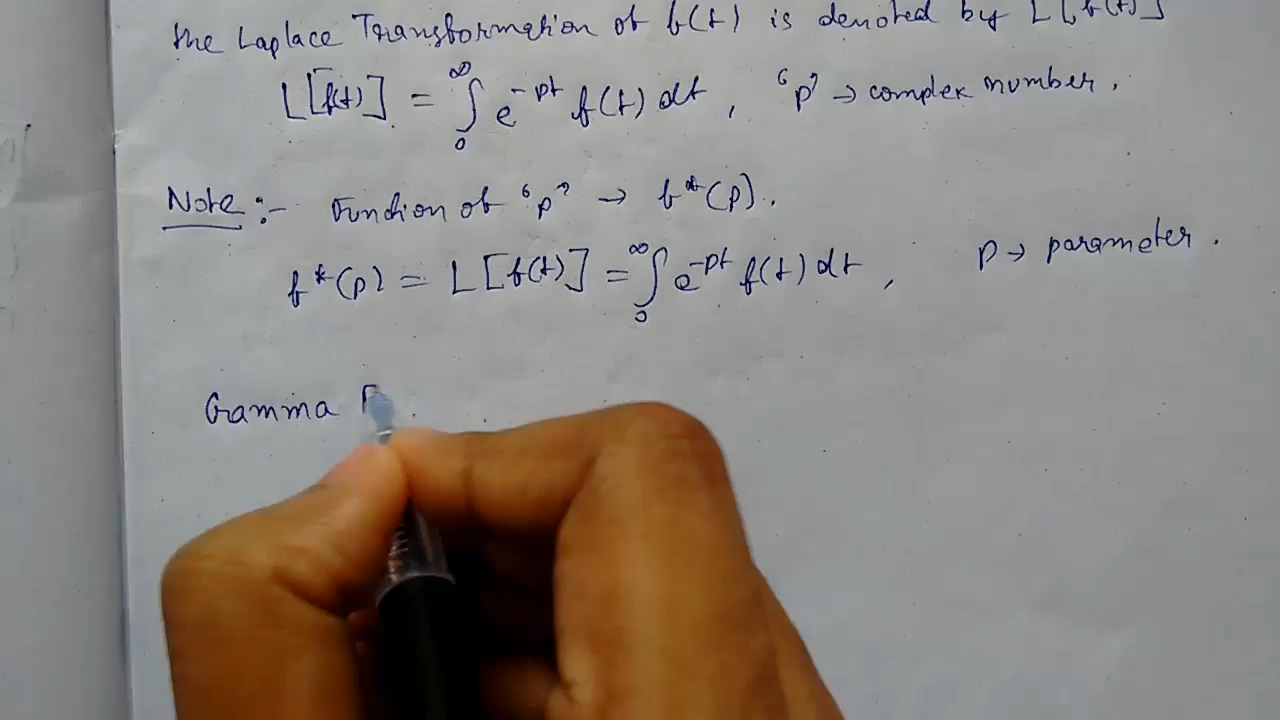 the Laplace Transformation of f(t) is denoted by L[f(t)]
L[f(t)] = ∫₀^∞ e^-pt f(t) dt , 'p' → complex number.
Note :- Function of 'p' → f*(p).
f*(p) = L[f(t)] = ∫₀^∞ e^-pt f(t) dt , p → parameter.
Gamma